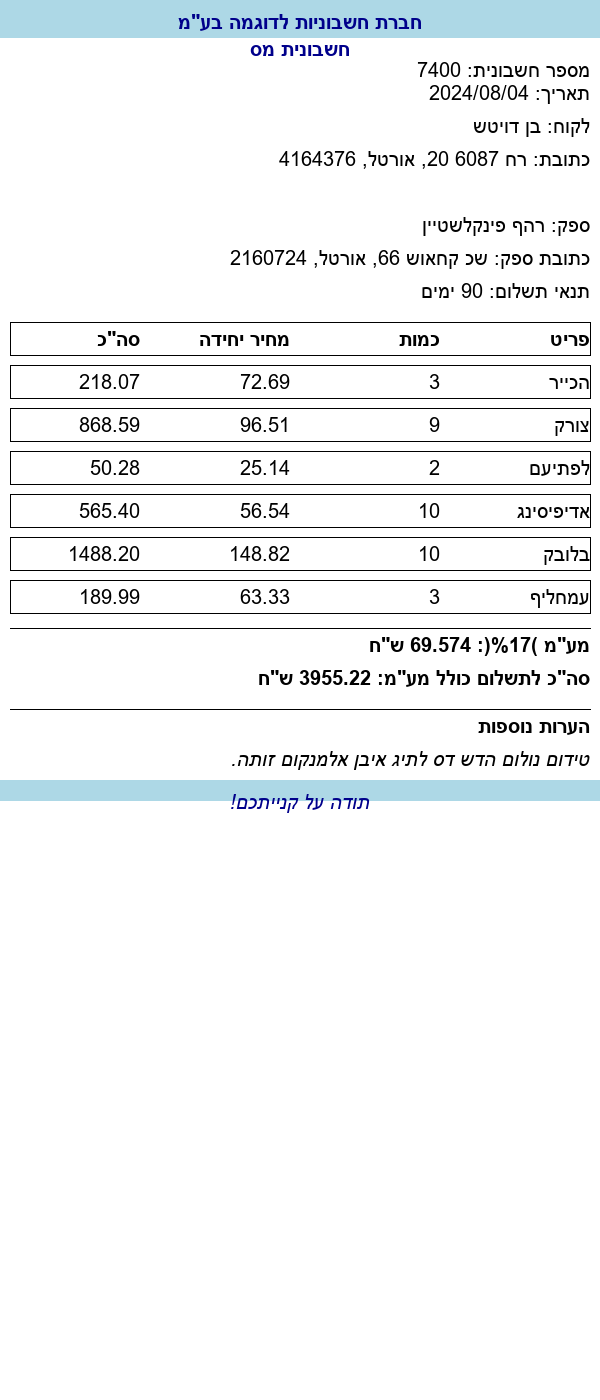 חברת חשבוניות לדוגמה בע"מ
חשבונית מס
מספר חשבונית: 7400
תאריך: 2024/08/04
לקוח: בן דויטש
כתובת: רח 6087 20, אורטל, 4164376
ספק: רהף פינקלשטיין
כתובת ספק: שכ קחאוש 66, אורטל, 2160724
תנאי תשלום: 90 ימים
פריט כמות מחיר יחידה סה"כ
הכייר 3 72.69 218.07
צורק 9 96.51 868.59
לפתיעם 2 25.14 50.28
אדיפיסינג 10 56.54 565.40
בלובק 10 148.82 1488.20
עמחליף 3 63.33 189.99
מע"מ )17%(: 69.574 ש"ח
סה"כ לתשלום כולל מע"מ: 3955.22 ש"ח
הערות נוספות
טידום נולום הדש דס לתיג איבן אלמנקום זותה.
תודה על קנייתכם!